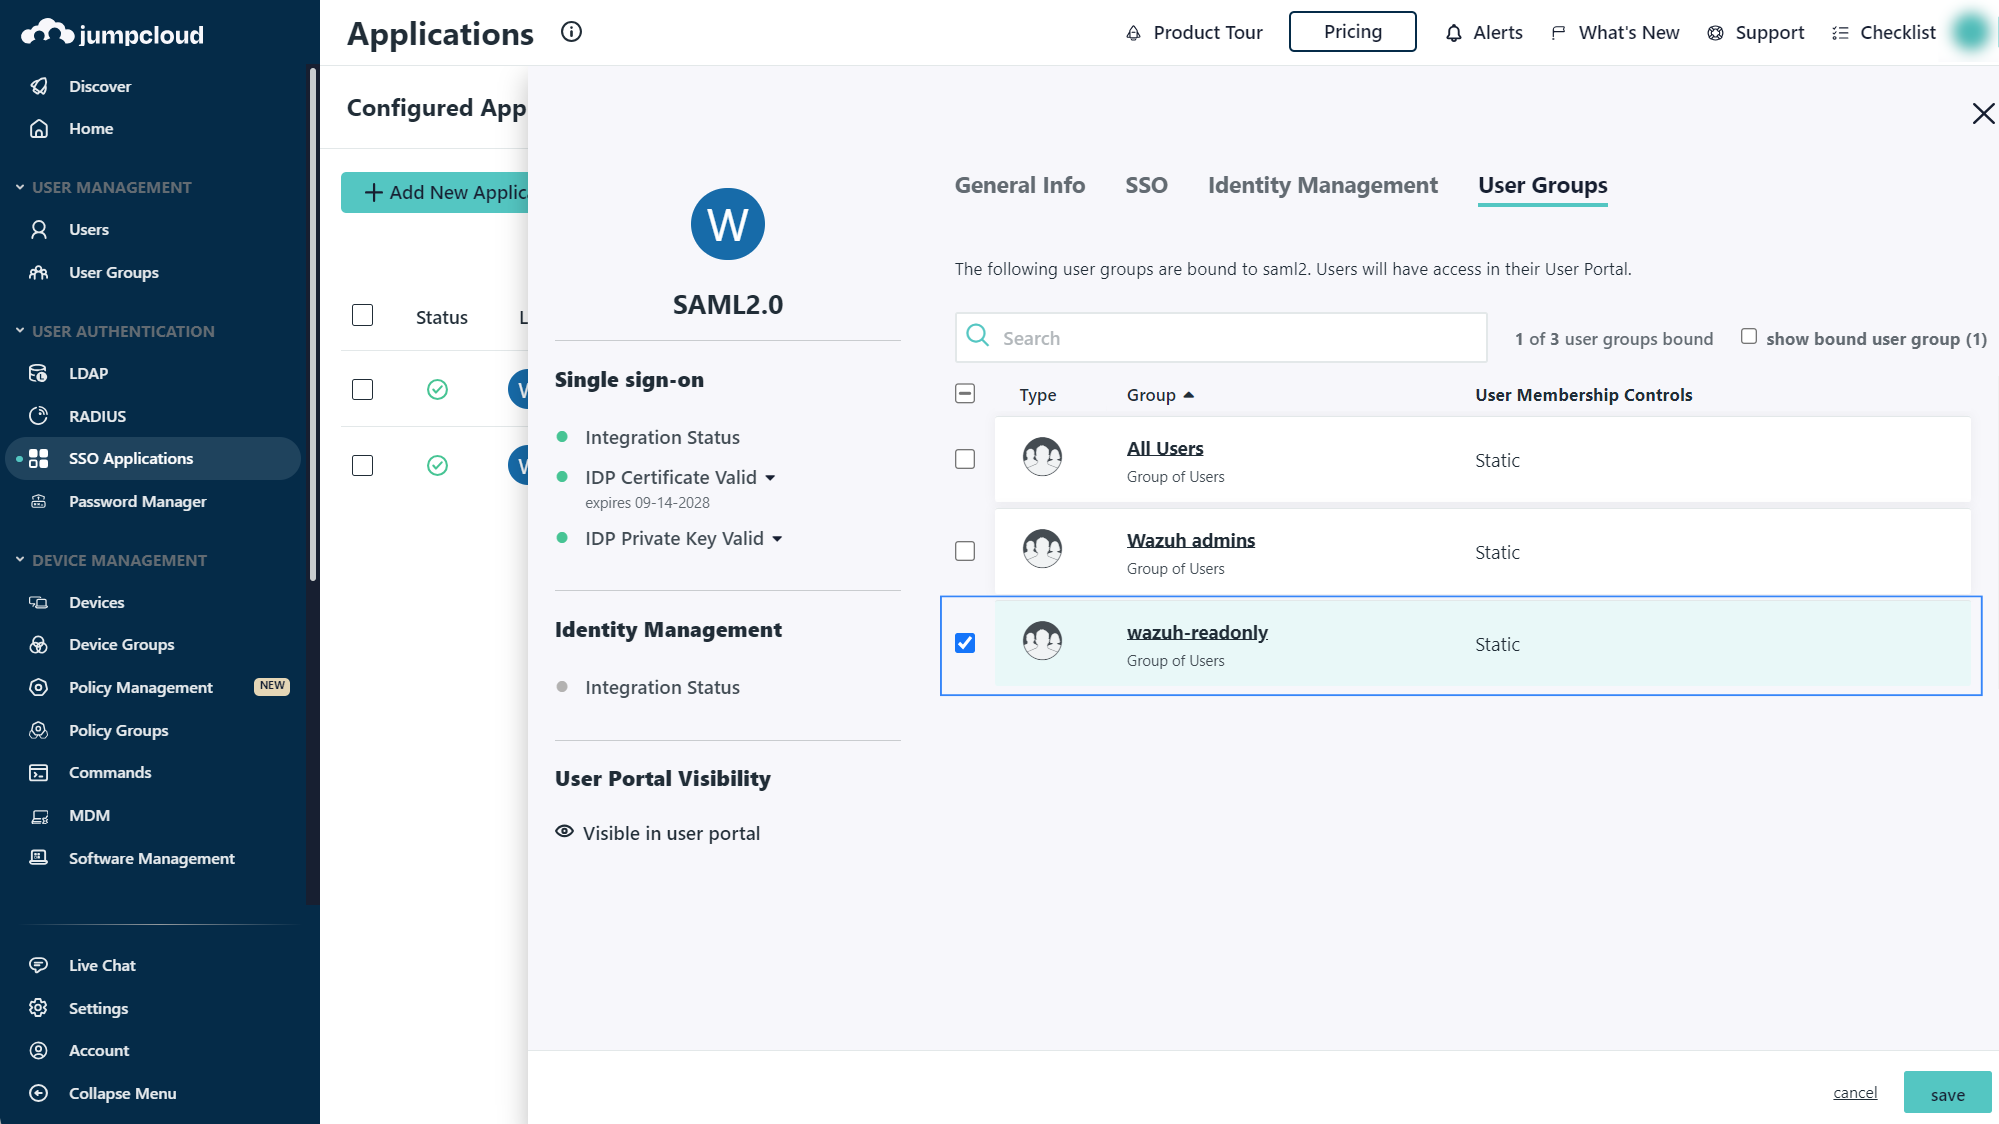 jumpcloud
Discover
Home
USER MANAGEMENT
Users
User Groups
USER AUTHENTICATION
LDAP
RADIUS
SSO Applications
Password Manager
DEVICE MANAGEMENT
Devices
Device Groups
Policy Management NEW
Policy Groups
Commands
MDM
Software Management
Live Chat
Settings
Account
Collapse Menu
Applications
Product Tour
Pricing
Alerts
What's New
Support
Checklist
Configured App
Add New Applic
Status L
W
W
W
SAML2.0
Single sign-on
Integration Status
IDP Certificate Valid
expires 09-14-2028
IDP Private Key Valid
Identity Management
Integration Status
User Portal Visibility
Visible in user portal
General Info SSO Identity Management User Groups
The following user groups are bound to saml2. Users will have access in their User Portal.
Search
1 of 3 user groups bound
show bound user group (1)
Type Group User Membership Controls
All Users
Group of Users
Static
Wazuh admins
Group of Users
Static
wazuh-readonly
Group of Users
Static
cancel
save